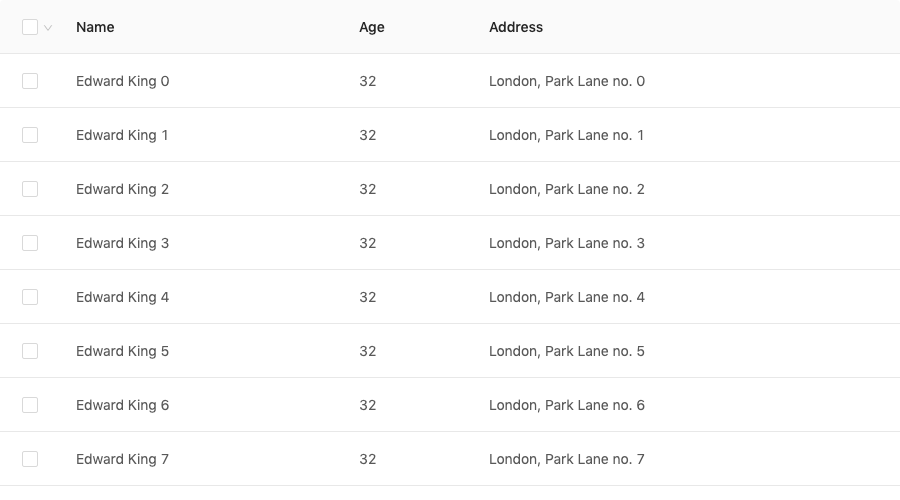 Name Age Address
Edward King 0 32 London, Park Lane no. 0
Edward King 1 32 London, Park Lane no. 1
Edward King 2 32 London, Park Lane no. 2
Edward King 3 32 London, Park Lane no. 3
Edward King 4 32 London, Park Lane no. 4
Edward King 5 32 London, Park Lane no. 5
Edward King 6 32 London, Park Lane no. 6
Edward King 7 32 London, Park Lane no. 7